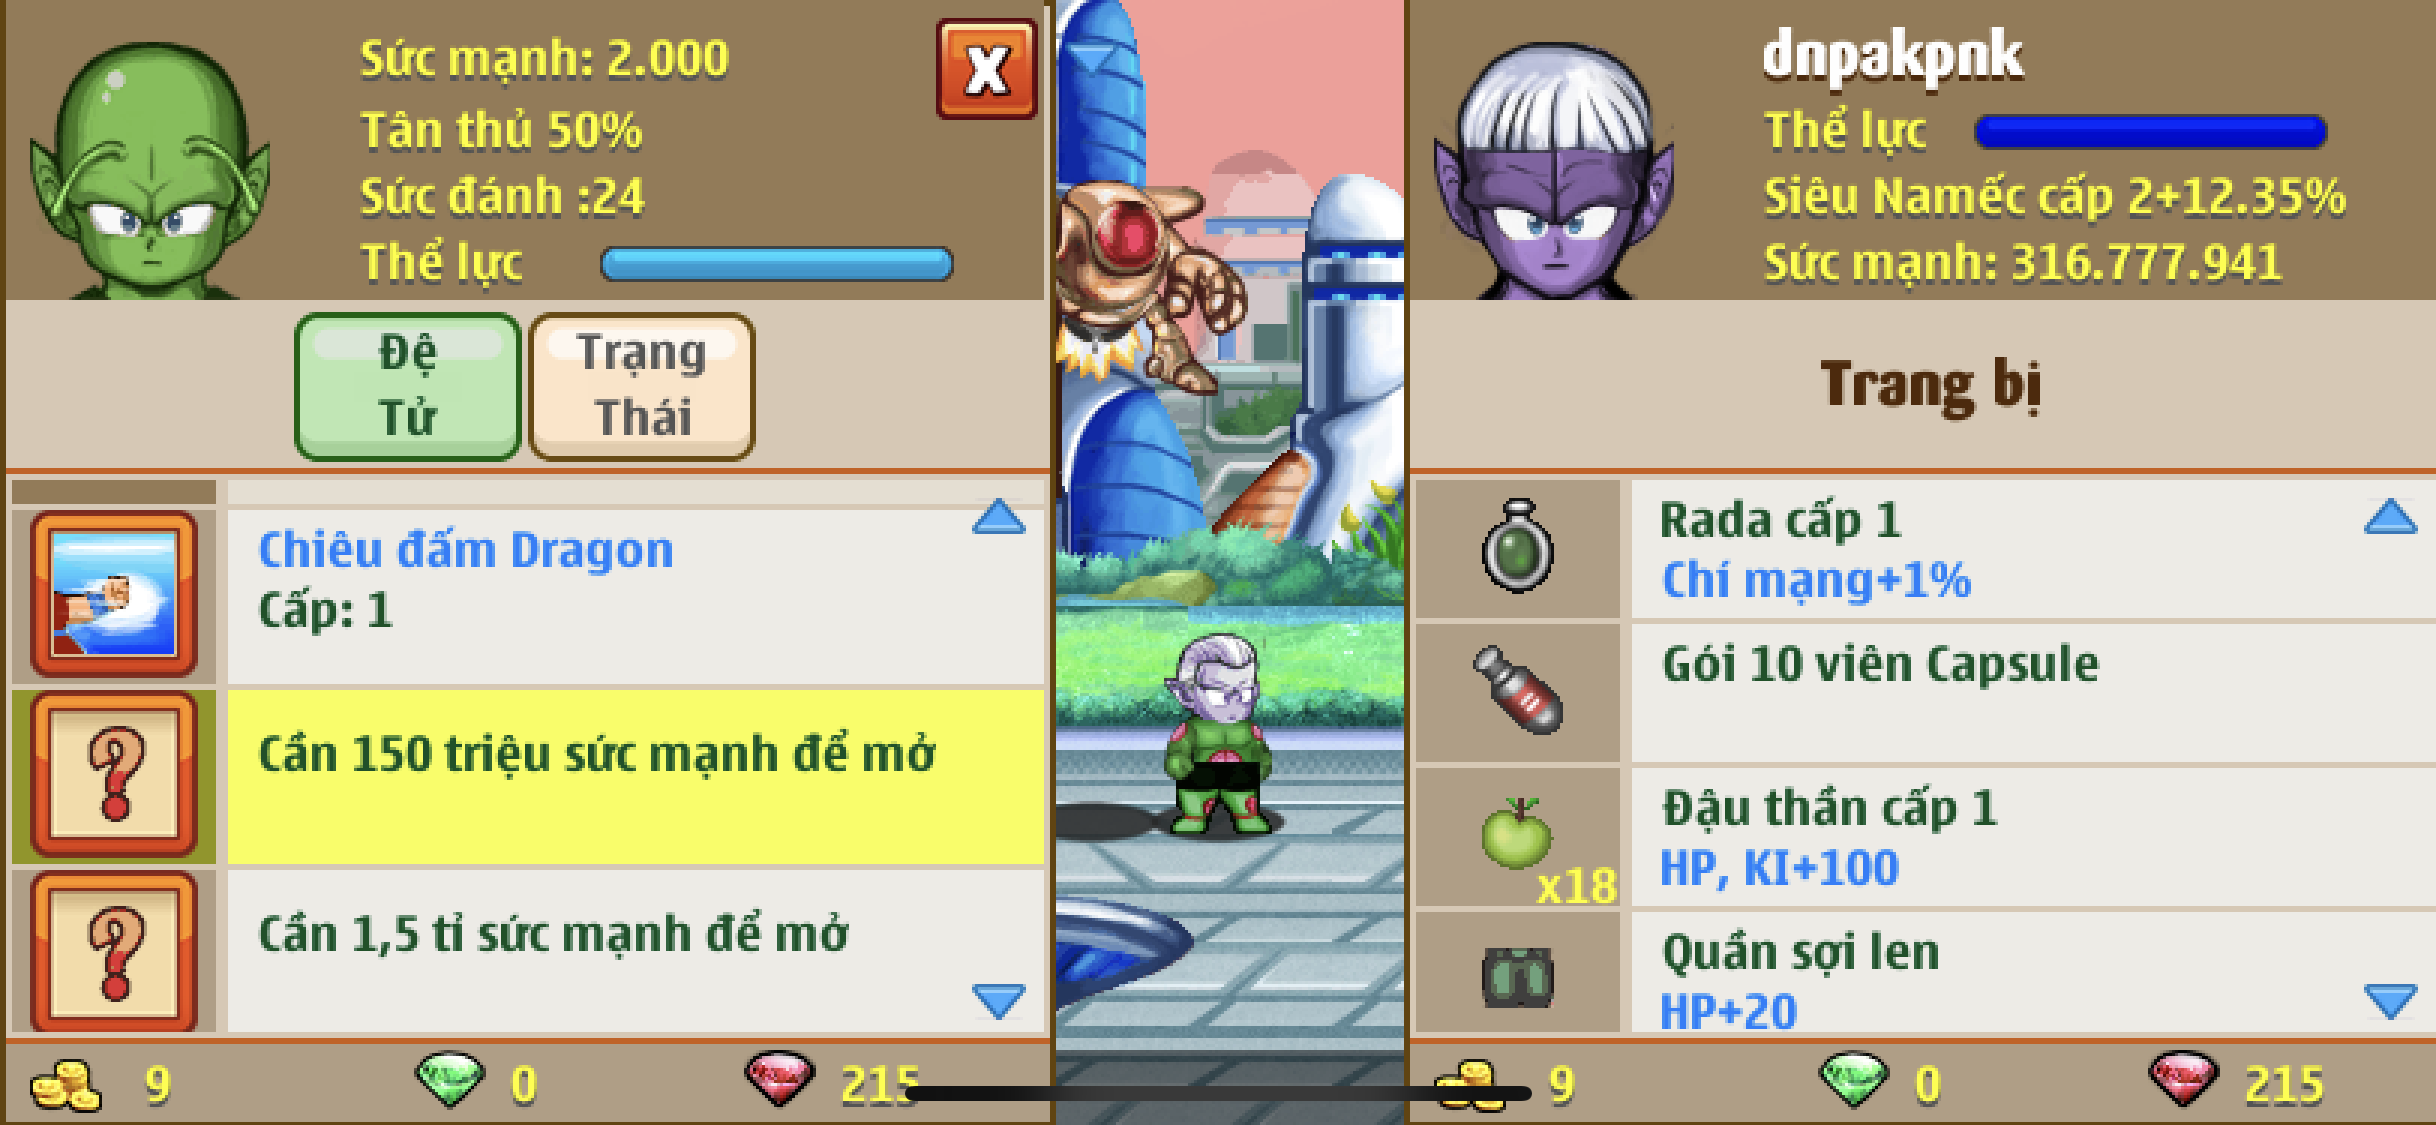 Sức mạnh: 2.000
Tân thủ 50%
Sức đánh :24
Thể lực
X
Đệ
Tử
Trạng
Thái
Chiêu đấm Dragon
Cấp: 1
Cần 150 triệu sức mạnh để mở
Cần 1,5 tỉ sức mạnh để mở
9
0
215
dnpakpnk
Thể lực
Siêu Namếc cấp 2+12.35%
Sức mạnh: 316.777.941
Trang bị
Rada cấp 1
Chí mạng+1%
Gói 10 viên Capsule
Đậu thần cấp 1
HP, KI+100
x18
Quần sợi len
HP+20
9
0
215